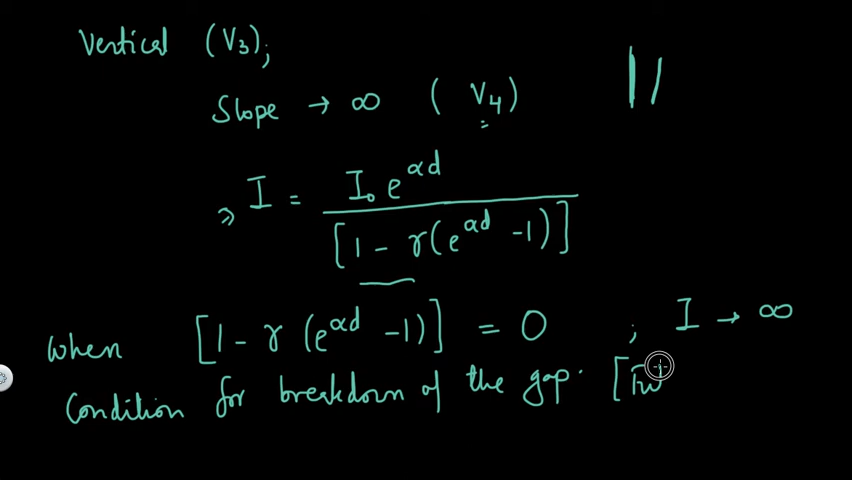 Vertical (V₃);
Slope → ∞ ( V₄ )
⇒ I = I₀ e^αd / [1 - γ(e^αd -1)]
When [1 - γ (e^αd -1)] = 0 ; I → ∞
Condition for breakdown of the gap. [Tw